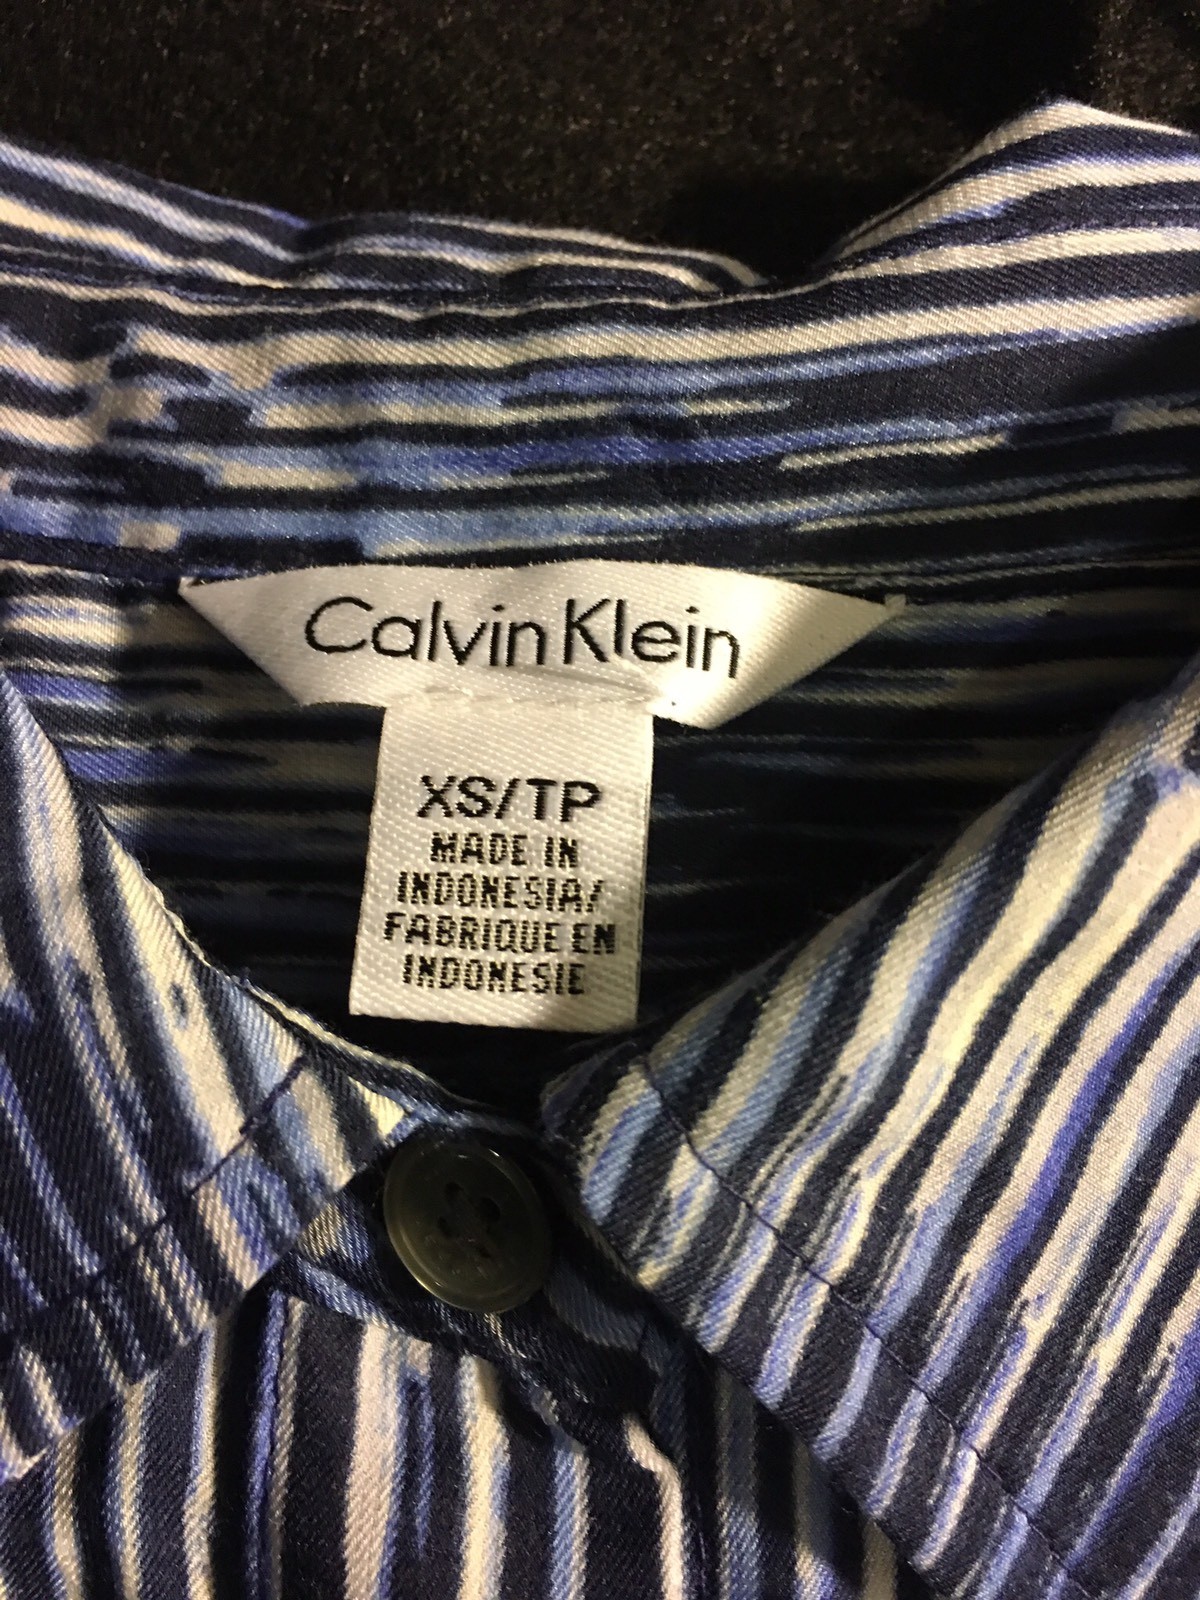 Calvin Klein
XS/TP
MADE IN
INDONESIA/
FABRIQUE EN
INDONESIE